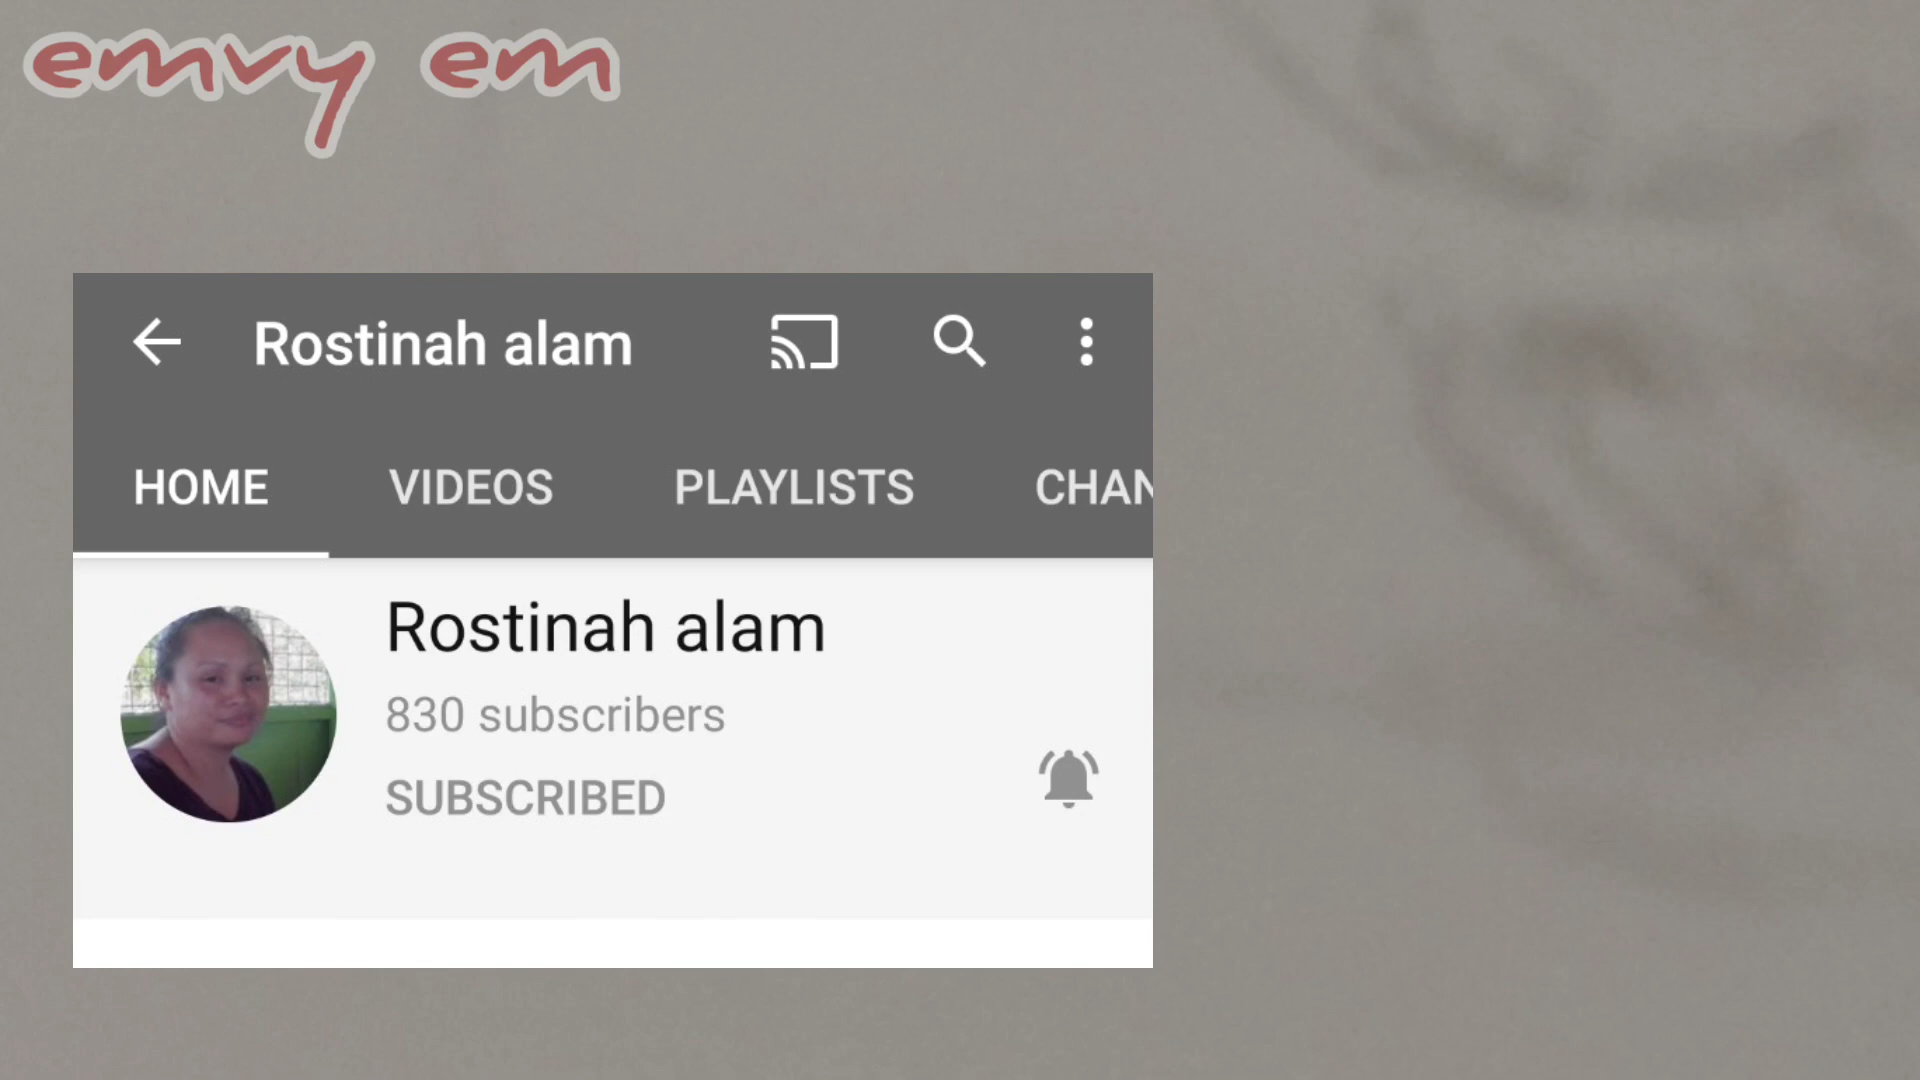 emvy em
Rostinah alam
HOME VIDEOS PLAYLISTS CHAN
Rostinah alam
830 subscribers
SUBSCRIBED